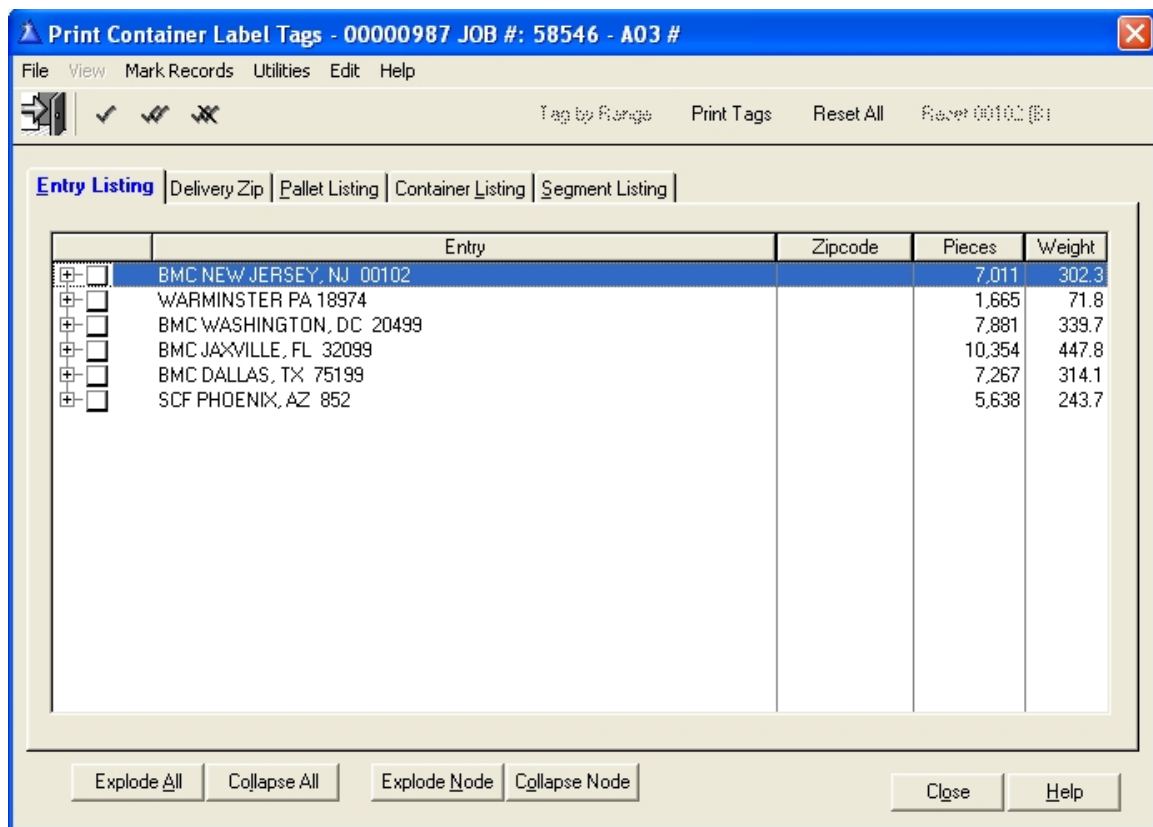 Print Container Label Tags - 00000987 JOB #: 58546 - A03 #
File View Mark Records Utilities Edit Help
Tag by Range Print Tags Reset All Reset 00102 (B)
Entry Listing Delivery Zip Pallet Listing Container Listing Segment Listing
Entry Zipcode Pieces Weight
BMC NEW JERSEY, NJ 00102 7,011 302.3
WARMINSTER PA 18974 1,665 71.8
BMC WASHINGTON, DC 20499 7,881 339.7
BMC JAXVILLE, FL 32099 10,354 447.8
BMC DALLAS, TX 75199 7,267 314.1
SCF PHOENIX, AZ 852 5,638 243.7
Explode All Collapse All Explode Node Collapse Node Close Help